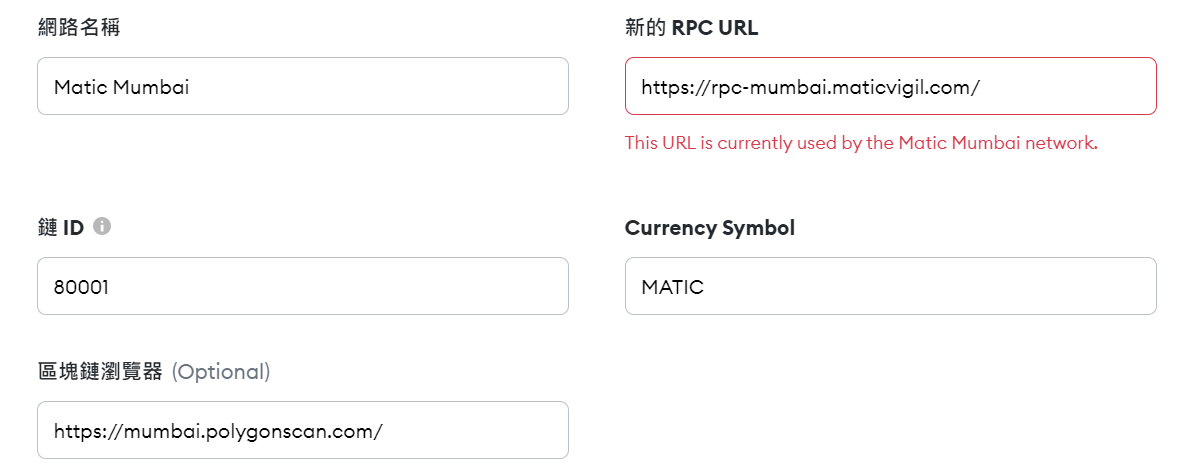 網路名稱
新的 RPC URL
Matic Mumbai
https://rpc-mumbai.maticvigil.com/
This URL is currently used by the Matic Mumbai network.
鏈 ID
Currency Symbol
80001
MATIC
區塊鏈瀏覽器 (Optional)
https://mumbai.polygonscan.com/